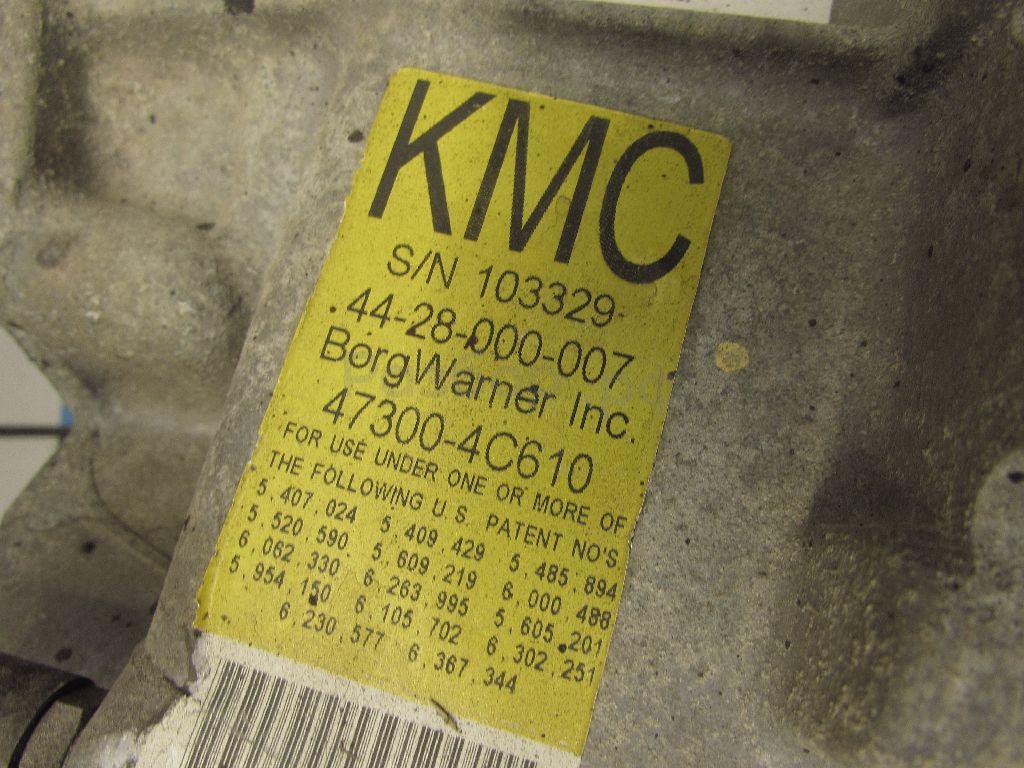 KMC
S/N 103329
44-28-000-007
BorgWarner Inc.
47300-4C610
FOR USE UNDER ONE OR MORE OF
THE FOLLOWING U.S. PATENT NO'S
5,407,024 5,409,429 5,485,894
5,520,590 5,609,219 6,000,488
6,062,330 6,263,995 5,605,201
5,954,150 6,105,702 6,302,251
6,230,577 6,367,344